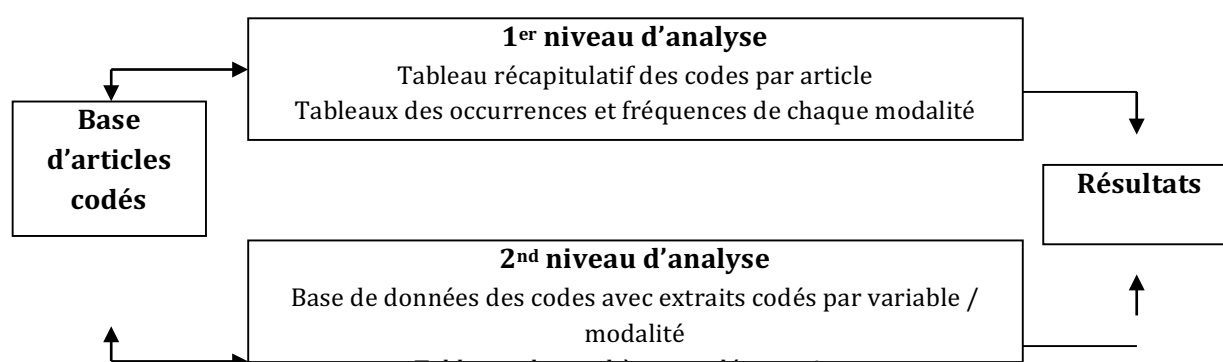 1er niveau d’analyse
Tableau récapitulatif des codes par article
Tableaux des occurrences et fréquences de chaque modalité
Base
d’articles
codés
Résultats
2nd niveau d’analyse
Base de données des codes avec extraits codés par variable /
modalité